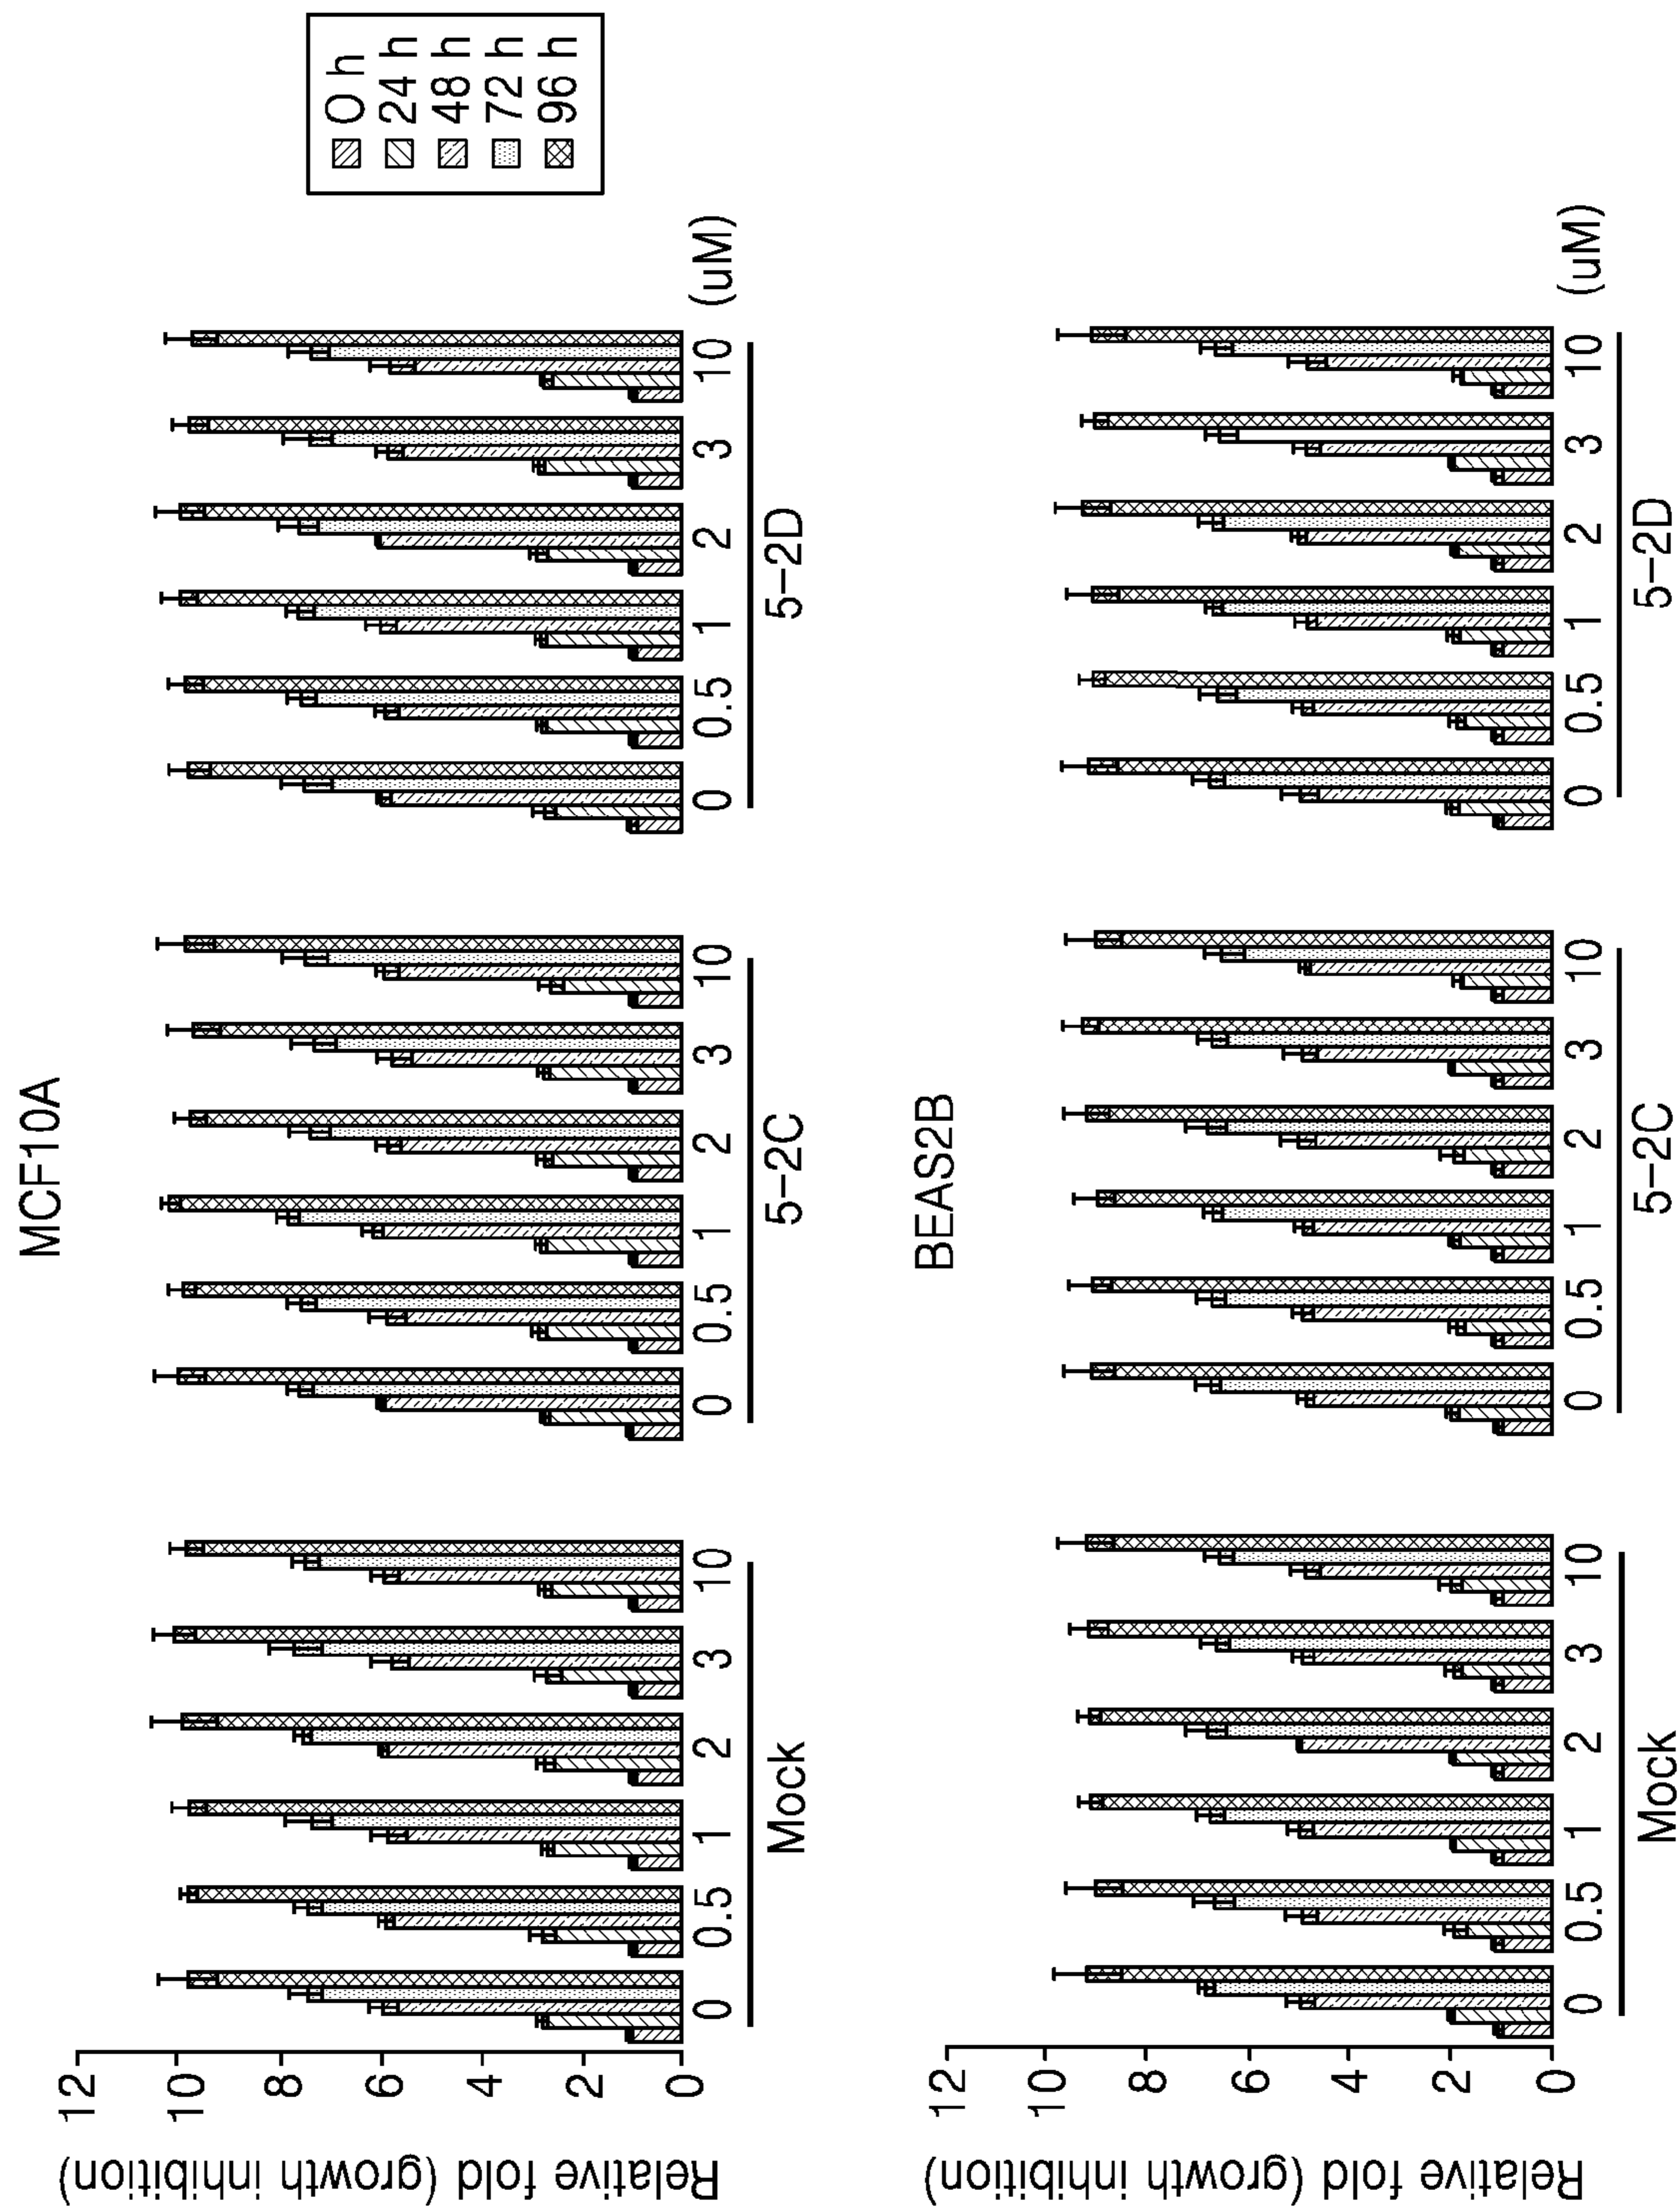 MCF10A
Relative fold (growth inhibition)
12
10
8
6
4
2
0
0 0.5 1 2 3 10 0 0.5 1 2 3 10 0 0.5 1 2 3 10 (uM)
Mock 5-2C 5-2D
O h
24 h
48 h
72 h
96 h
BEAS2B
Relative fold (growth inhibition)
12
10
8
6
4
2
0
0 0.5 1 2 3 10 0 0.5 1 2 3 10 0 0.5 1 2 3 10 (uM)
Mock 5-2C 5-2D